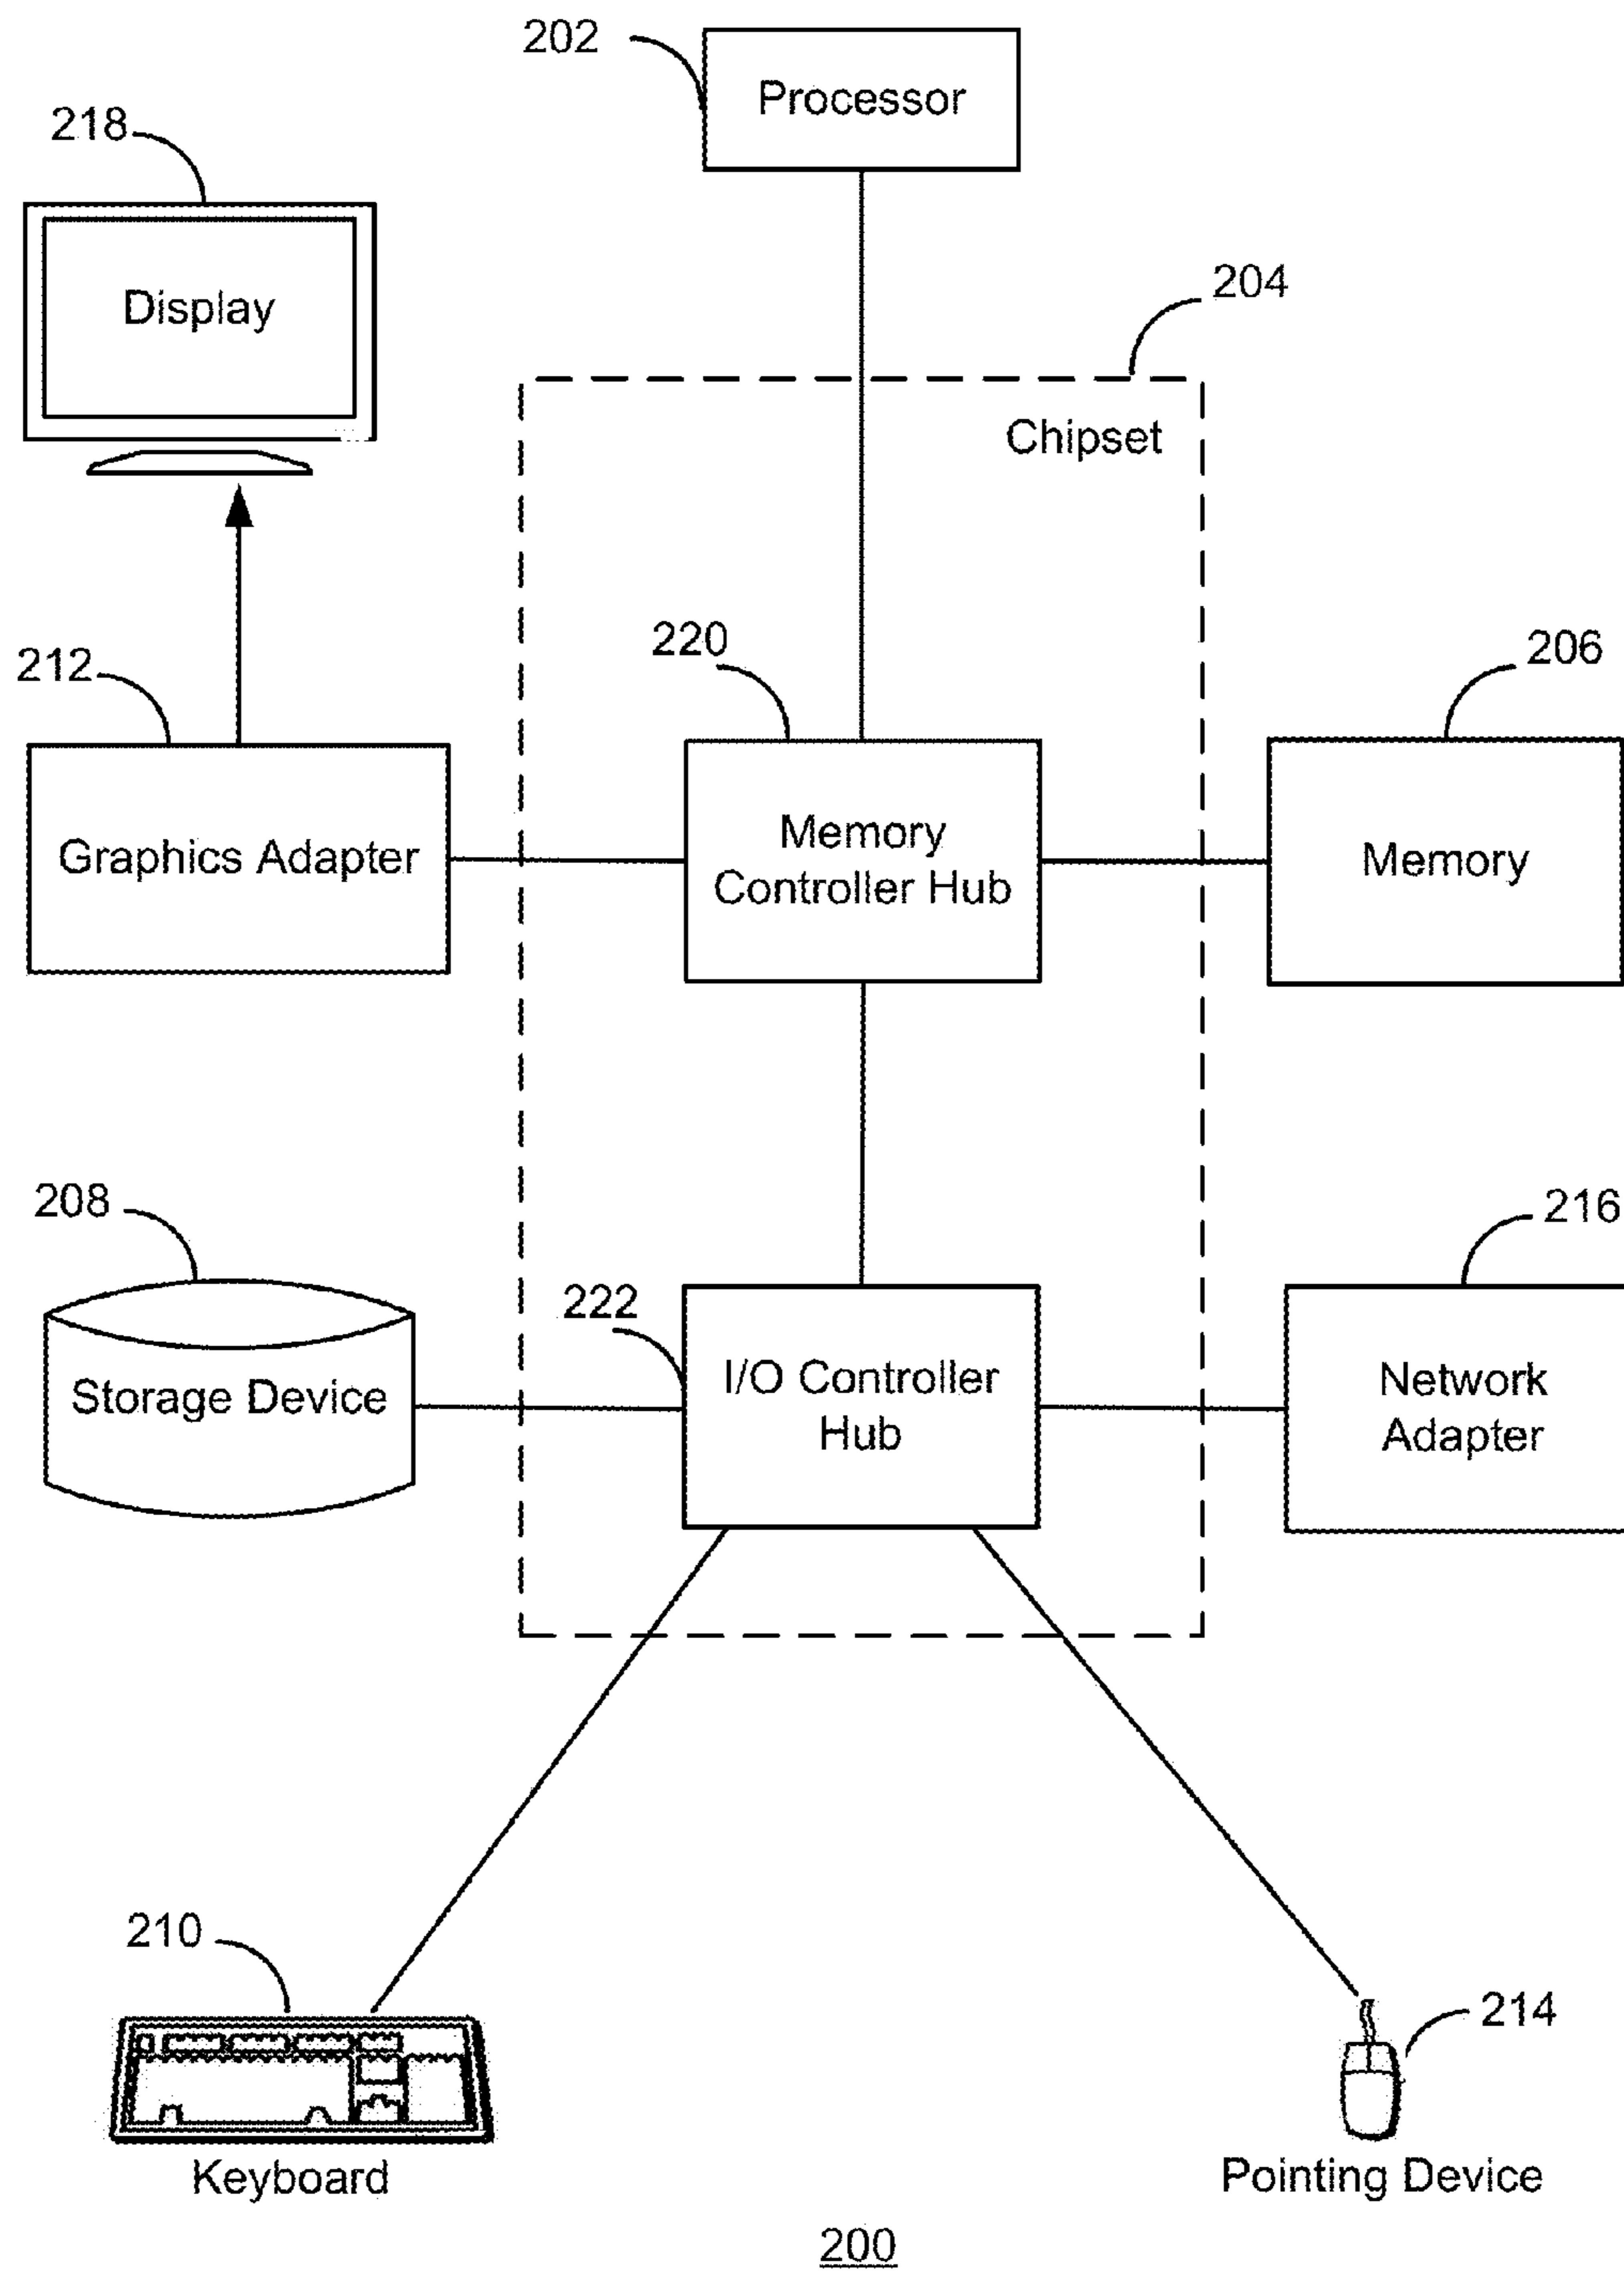 202
Processor
218
Display
204
Chipset
220
206
212
Graphics Adapter
Memory
Controller Hub
Memory
208
216
222
Storage Device
I/O Controller
Hub
Network
Adapter
210
214
Keyboard
Pointing Device
200